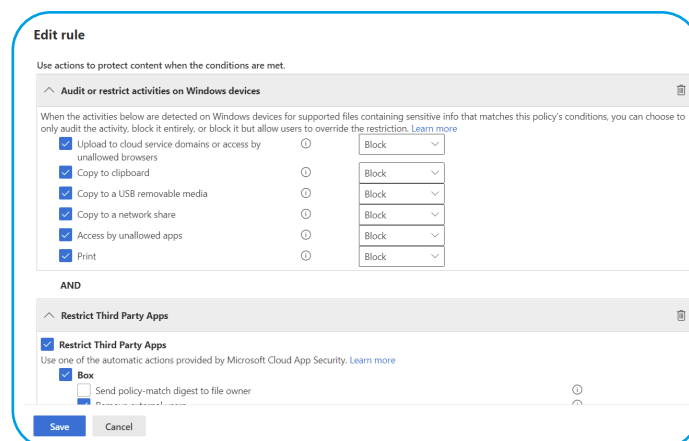 Edit rule
Use actions to protect content when the conditions are met.
Audit or restrict activities on Windows devices
When the activities below are detected on Windows devices for supported files containing sensitive info that matches this policy's conditions, you can choose to
only audit the activity, block it entirely, or block it but allow users to override the restriction. Learn more
Upload to cloud service domains or access by Block
unallowed browsers
Copy to clipboard Block
Copy to a USB removable media Block
Copy to a network share Block
Access by unallowed apps Block
Print Block
AND
Restrict Third Party Apps
Restrict Third Party Apps
Use one of the automatic actions provided by Microsoft Cloud App Security. Learn more
Box
Send policy-match digest to file owner
Remove external users
Save Cancel